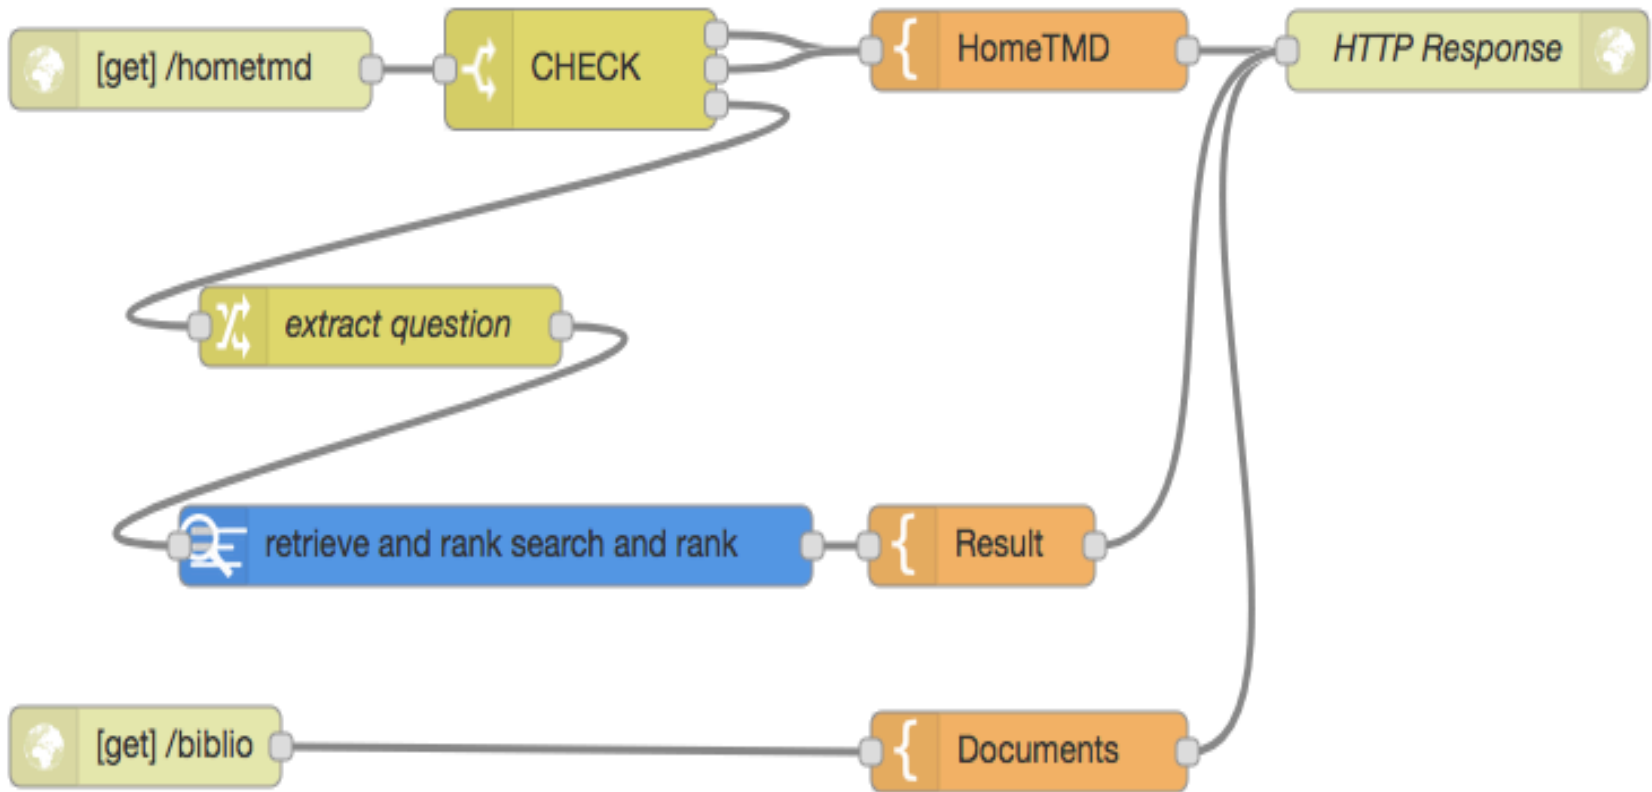 [get] /hometmd
CHECK
HomeTMD
HTTP Response
extract question
retrieve and rank search and rank
Result
[get] /biblio
Documents